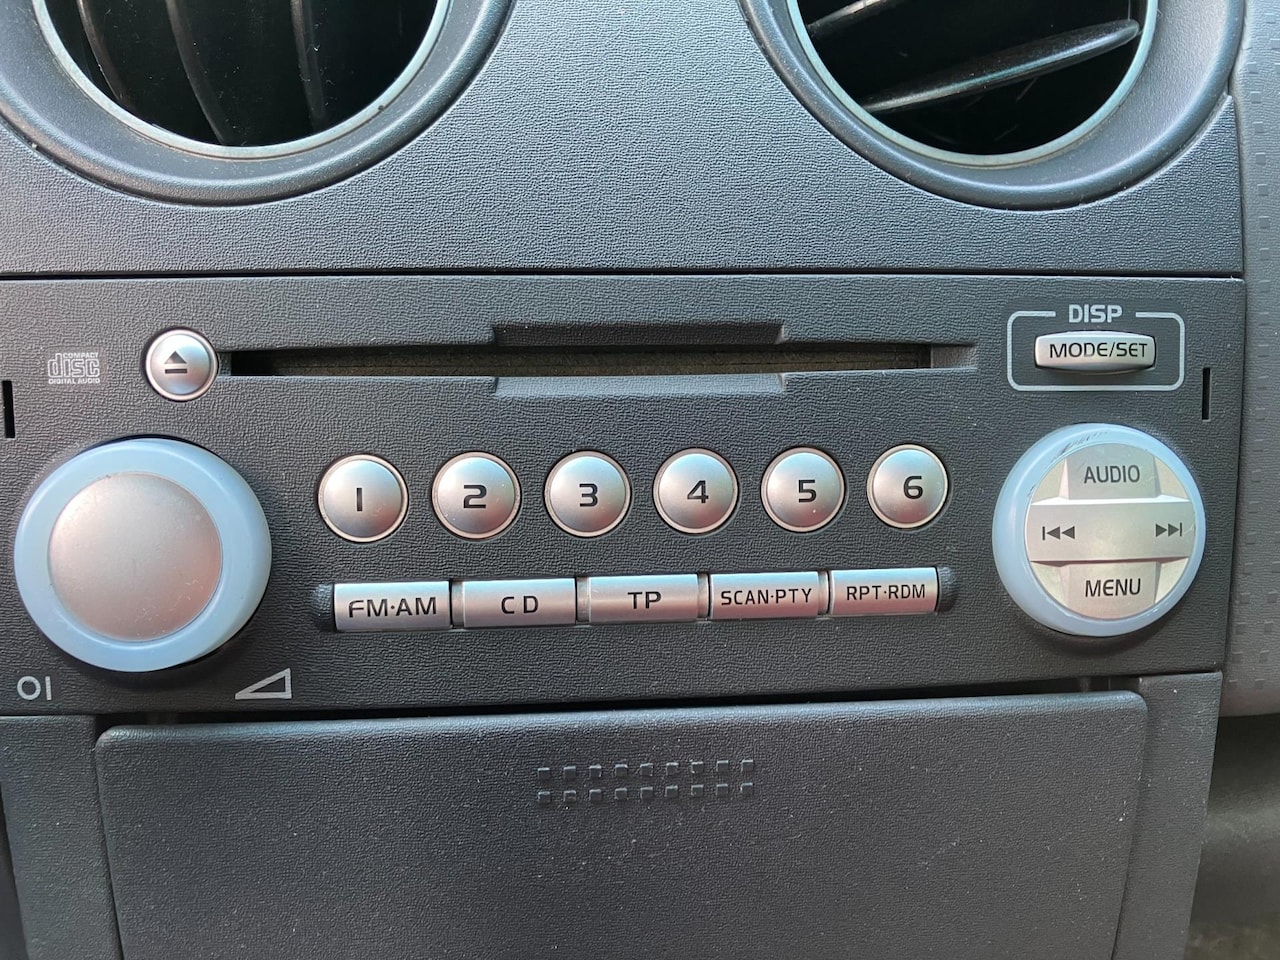 DISP
COMPACT
disc
DIGITAL AUDIO
MODE/SET
1 2 3 4 5 6
AUDIO
FM·AM CD TP SCAN·PTY RPT·RDM
MENU